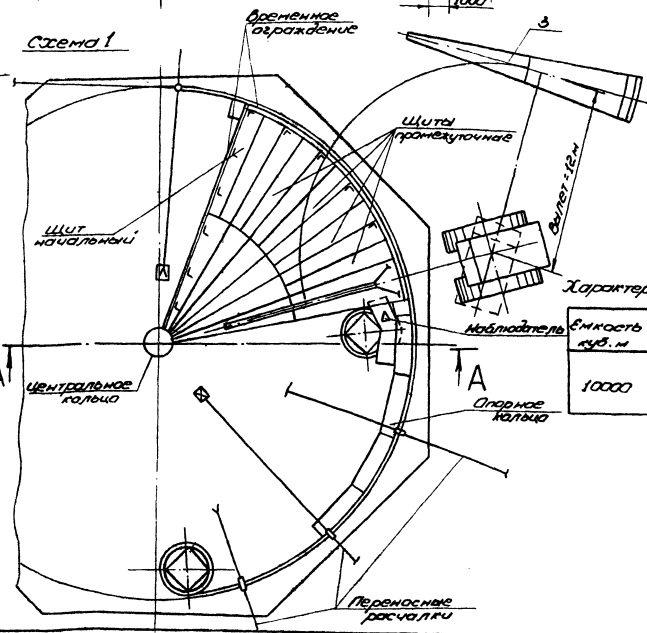 1000
Схема 1
Временное
ограждение
3
Щиты
промежуточные
Вылет=12м
Щит
начальный
Характер
Наблюдатель
Емкость
куб. м
10000
А
А
Центральное
кольцо
Опорное
кольцо
Переносные
расчалки